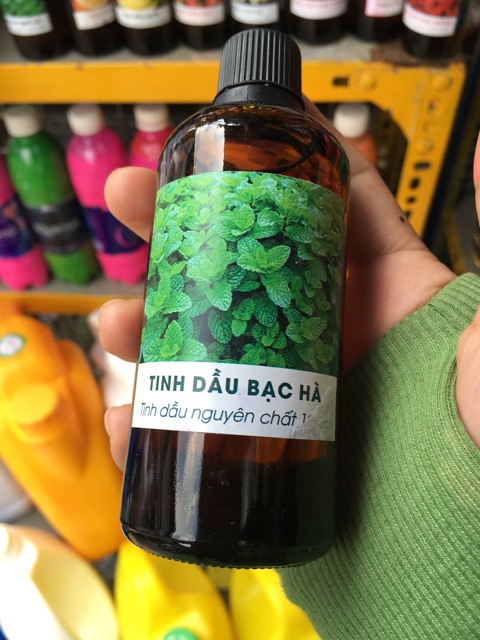 TINH DẦU BẠC HÀ
Tinh dầu nguyên chất